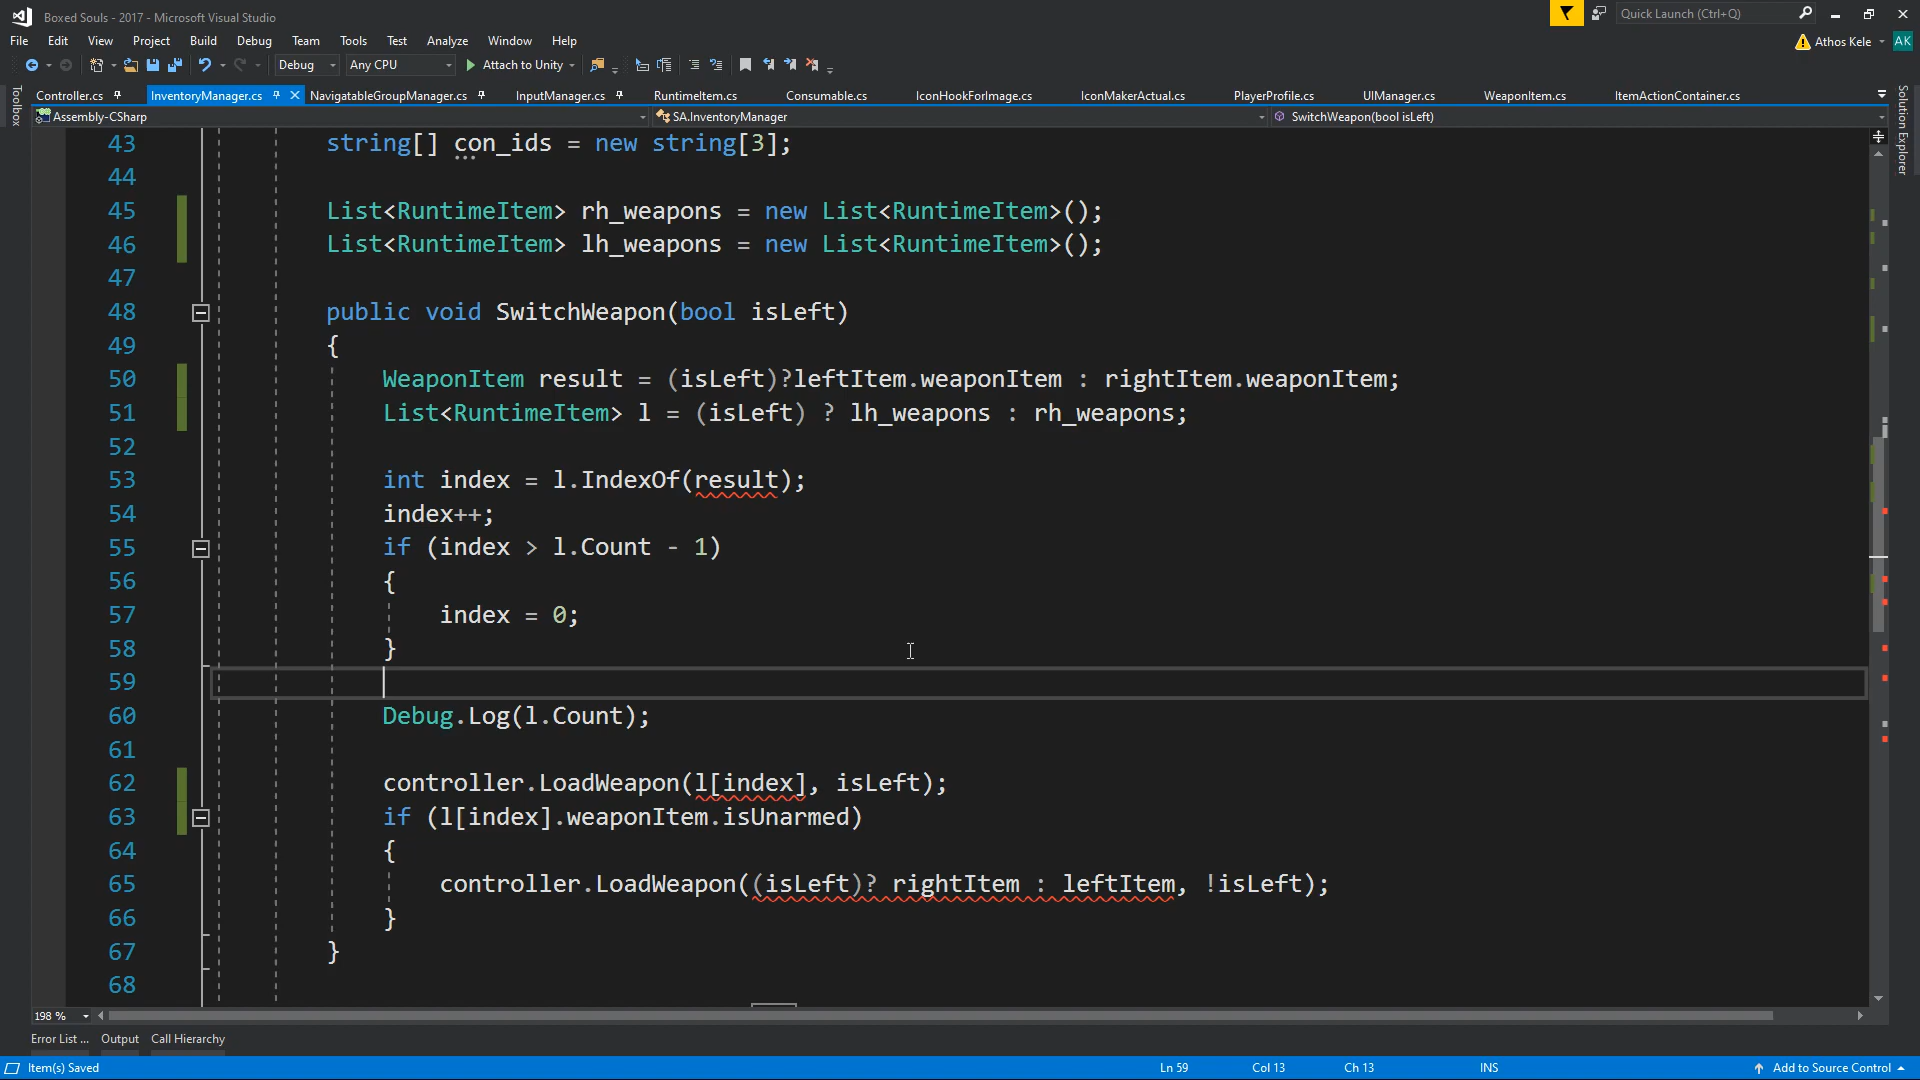 Boxed Souls - 2017 - Microsoft Visual Studio
Quick Launch (Ctrl+Q)
File Edit View Project Build Debug Team Tools Test Analyze Window Help
Athos Kele AK
Debug Any CPU Attach to Unity
Toolbox
Solution Explorer
Controller.cs InventoryManager.cs NavigatableGroupManager.cs InputManager.cs RuntimeItem.cs Consumable.cs IconHookForImage.cs IconMakerActual.cs PlayerProfile.cs UIManager.cs WeaponItem.cs ItemActionContainer.cs
Assembly-CSharp SA.InventoryManager SwitchWeapon(bool isLeft)
43 string[] con_ids = new string[3];
44
45 List<RuntimeItem> rh_weapons = new List<RuntimeItem>();
46 List<RuntimeItem> lh_weapons = new List<RuntimeItem>();
47
48 public void SwitchWeapon(bool isLeft)
49 {
50 WeaponItem result = (isLeft)?leftItem.weaponItem : rightItem.weaponItem;
51 List<RuntimeItem> l = (isLeft) ? lh_weapons : rh_weapons;
52
53 int index = l.IndexOf(result);
54 index++;
55 if (index > l.Count - 1)
56 {
57 index = 0;
58 }
59
60 Debug.Log(l.Count);
61
62 controller.LoadWeapon(l[index], isLeft);
63 if (l[index].weaponItem.isUnarmed)
64 {
65 controller.LoadWeapon((isLeft)? rightItem : leftItem, !isLeft);
66 }
67 }
68
198 %
Error List ... Output Call Hierarchy
Item(s) Saved Ln 59 Col 13 Ch 13 INS Add to Source Control